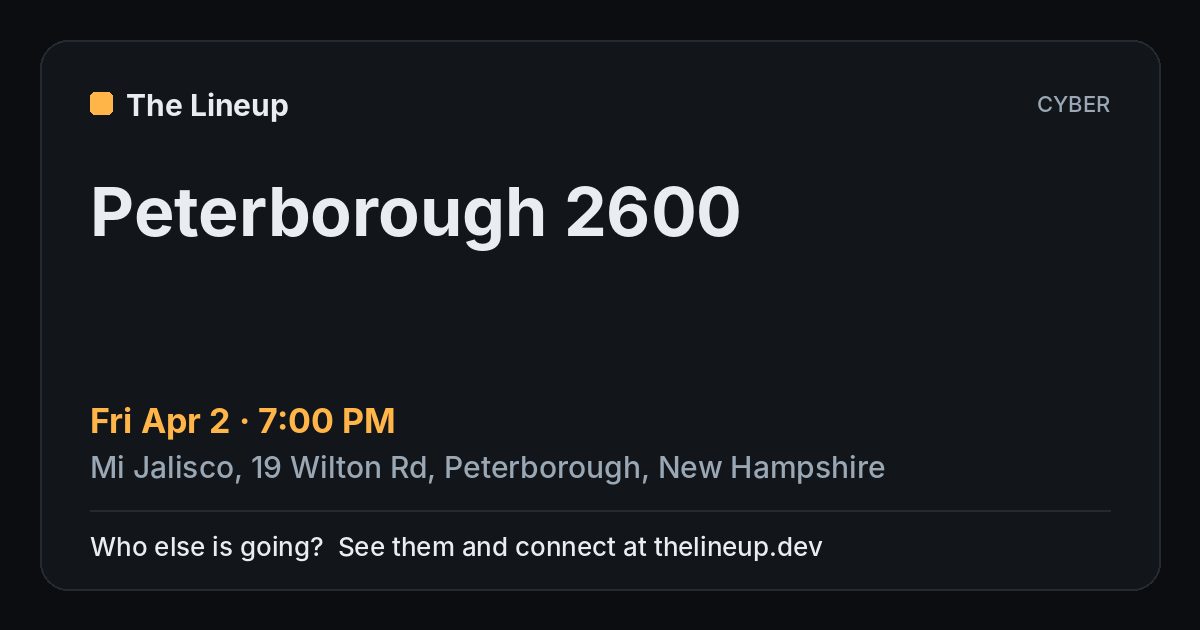 The Lineup
CYBER
Peterborough 2600
Fri Apr 2 · 7:00 PM
Mi Jalisco, 19 Wilton Rd, Peterborough, New Hampshire
Who else is going?  See them and connect at thelineup.dev